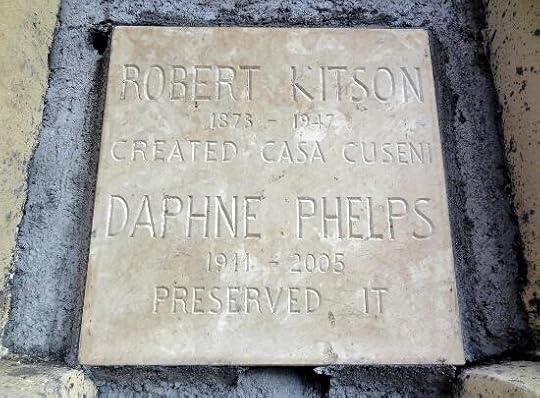 ROBERT KITSON
1873 - 1947
CREATED CASA CUSENI
DAPHNE PHELPS
1911 - 2005
PRESERVED IT